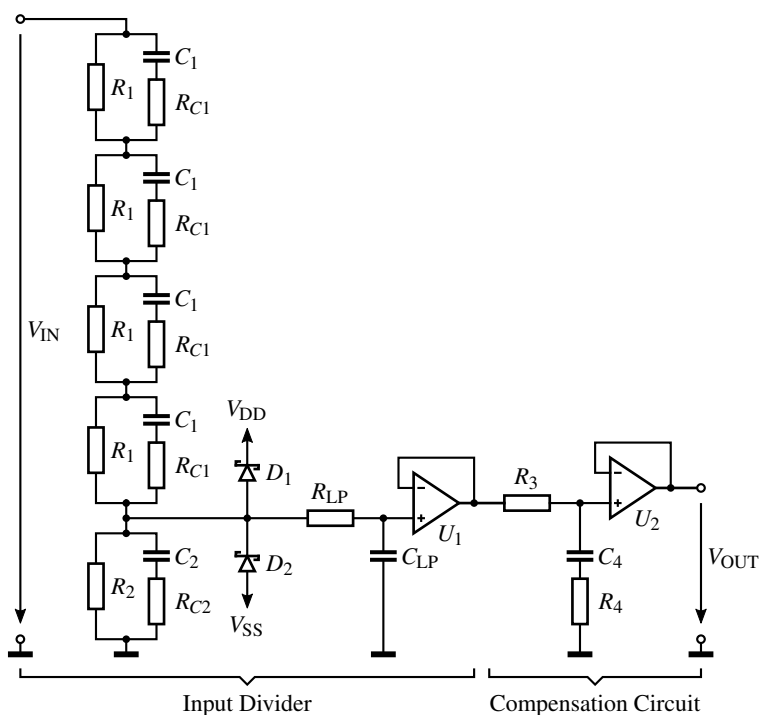 C1
R1
RC1
C1
R1
RC1
C1
R1
RC1
VIN
C1
R1
RC1
VDD
D1
RLP
U1
R3
U2
C2
R2
RC2
D2
VSS
CLP
C4
R4
VOUT
Input Divider
Compensation Circuit